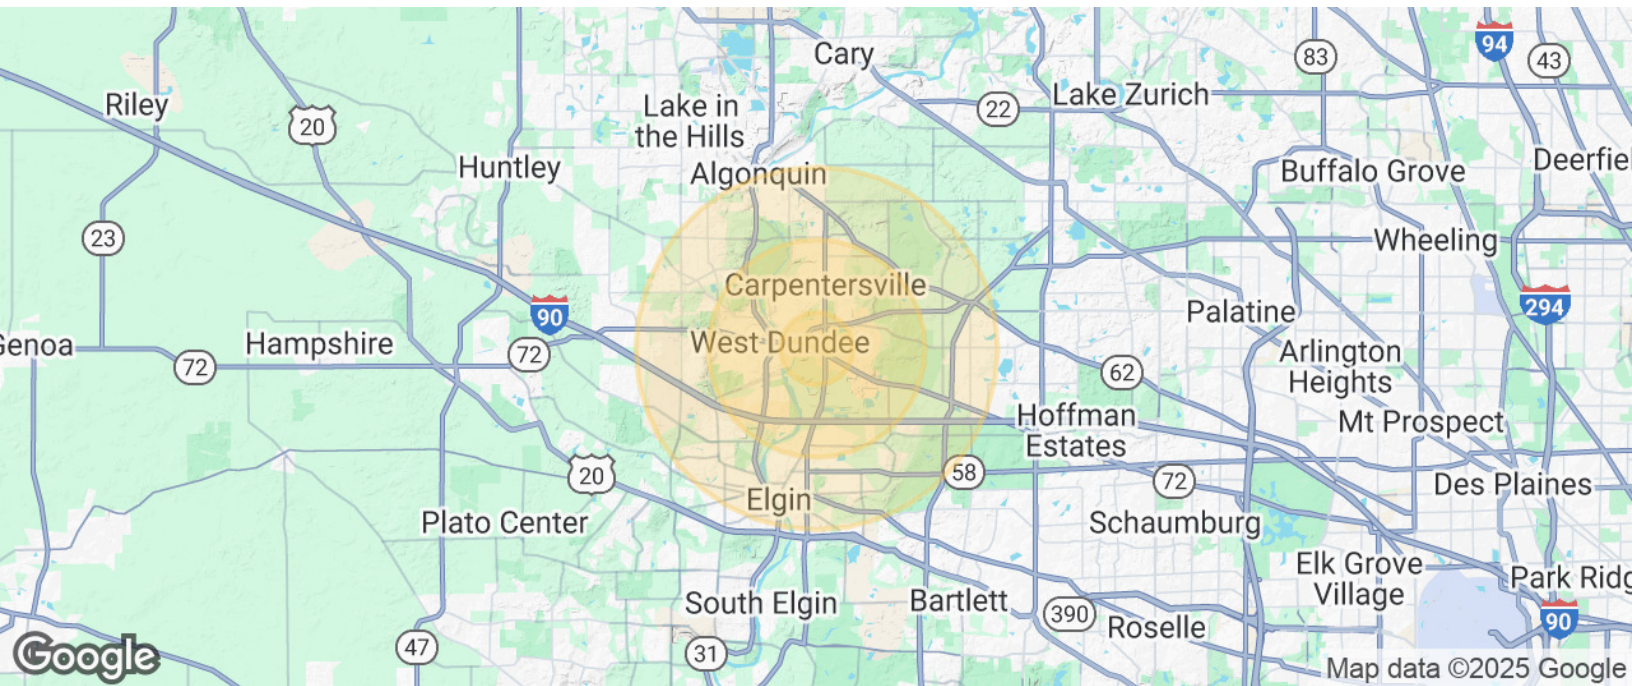 94
Cary
83
43
Lake Zurich
Riley
Lake in
the Hills
22
20
Huntley
Algonquin
Buffalo Grove
Deerfiel
23
Wheeling
Carpentersville
90
Palatine
294
Genoa
Hampshire
72
72
West Dundee
62
Arlington
Heights
Hoffman
Estates
Mt Prospect
20
58
72
Des Plaines
Elgin
Plato Center
Schaumburg
Elk Grove
Village
Park Ridg
South Elgin
Bartlett
390
Roselle
90
47
31
Google
Map data ©2025 Google